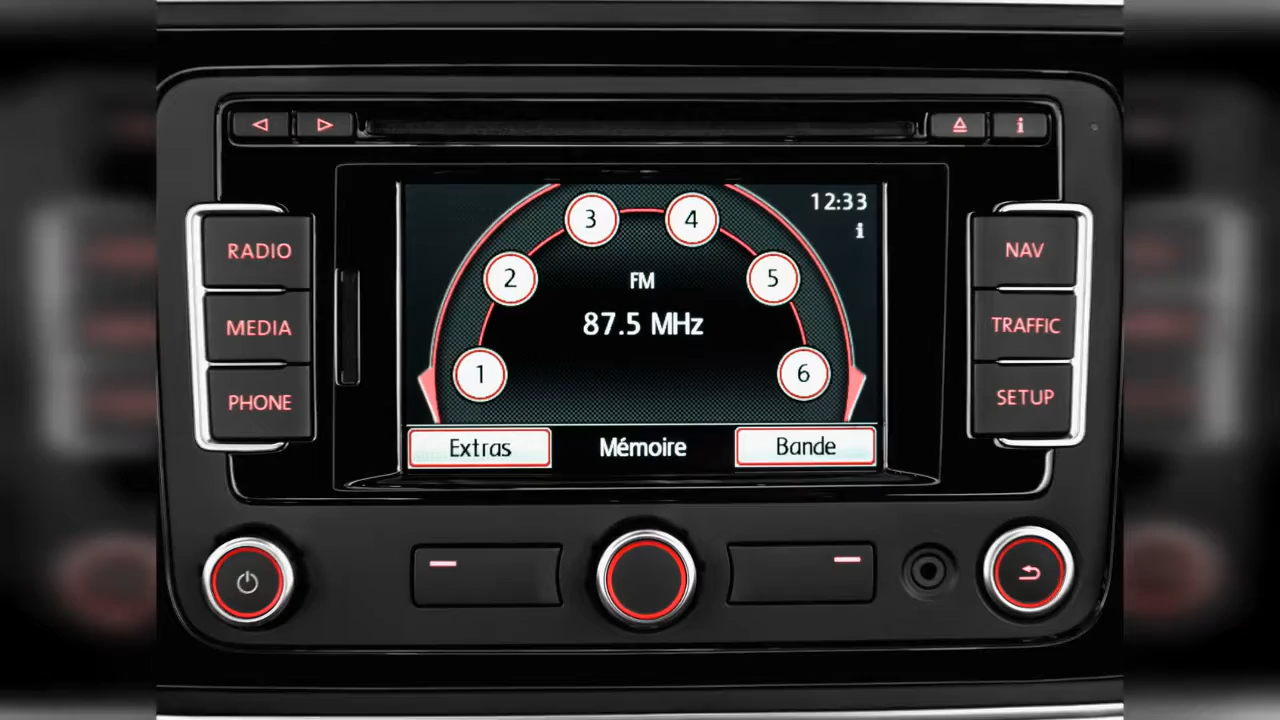 RADIO
MEDIA
PHONE
12:33
i
i
3 4
2 5
FM
87.5 MHz
1 6
Extras Mémoire Bande
NAV
TRAFFIC
SETUP